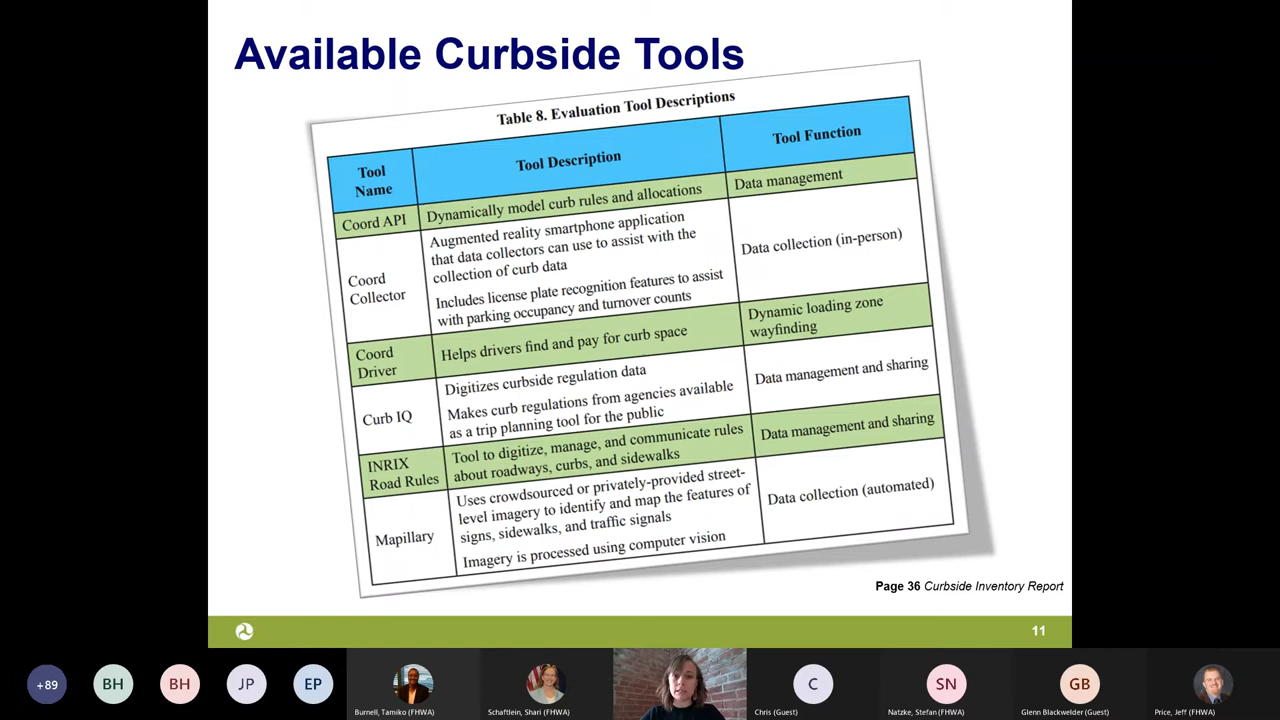 Available Curbside Tools
Table 8. Evaluation Tool Descriptions
Tool
Name
Tool Description
Tool Function
Coord API
Dynamically model curb rules and allocations
Data management
Coord
Collector
Augmented reality smartphone application
that data collectors can use to assist with the
collection of curb data
Includes license plate recognition features to assist
with parking occupancy and turnover counts
Data collection (in-person)
Coord
Driver
Helps drivers find and pay for curb space
Dynamic loading zone
wayfinding
Curb IQ
Digitizes curbside regulation data
Makes curb regulations from agencies available
as a trip planning tool for the public
Data management and sharing
INRIX
Road Rules
Tool to digitize, manage, and communicate rules
about roadways, curbs, and sidewalks
Data management and sharing
Mapillary
Uses crowdsourced or privately-provided street-
level imagery to identify and map the features of
signs, sidewalks, and traffic signals
Imagery is processed using computer vision
Data collection (automated)
Page 36 Curbside Inventory Report
11
+89
BH
BH
JP
EP
Burnell, Tamiko (FHWA)
Schaftlein, Shari (FHWA)
C
Chris (Guest)
SN
Natzke, Stefan (FHWA)
GB
Glenn Blackwelder (Guest)
Price, Jeff (FHWA)